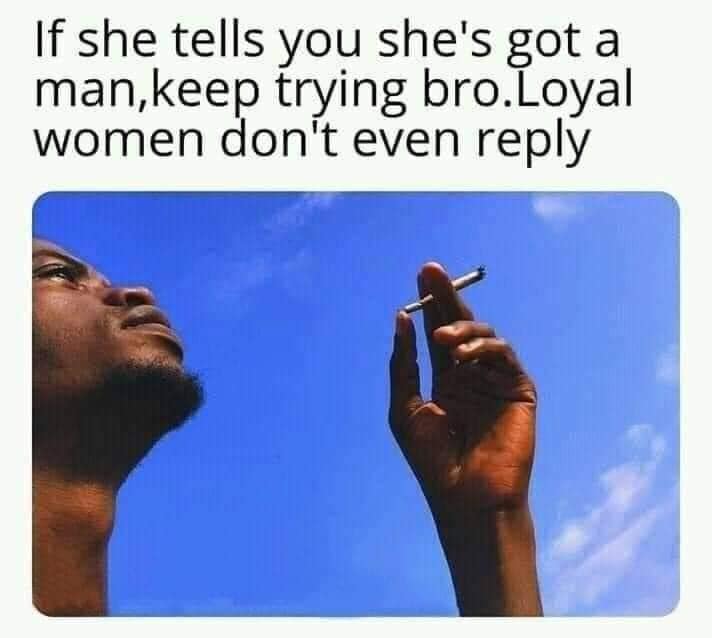 If she tells you she's got a
man,keep trying bro.Loyal
women don't even reply